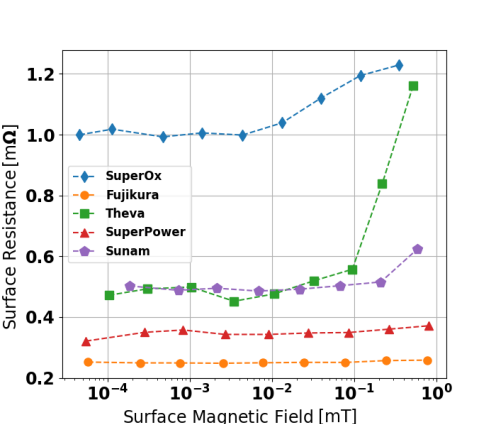 1.2
1.0
0.8
0.6
0.4
0.2
Surface Resistance [mΩ]
SuperOx
Fujikura
Theva
SuperPower
Sunam
10⁻⁴ 10⁻³ 10⁻² 10⁻¹ 10⁰
Surface Magnetic Field [mT]